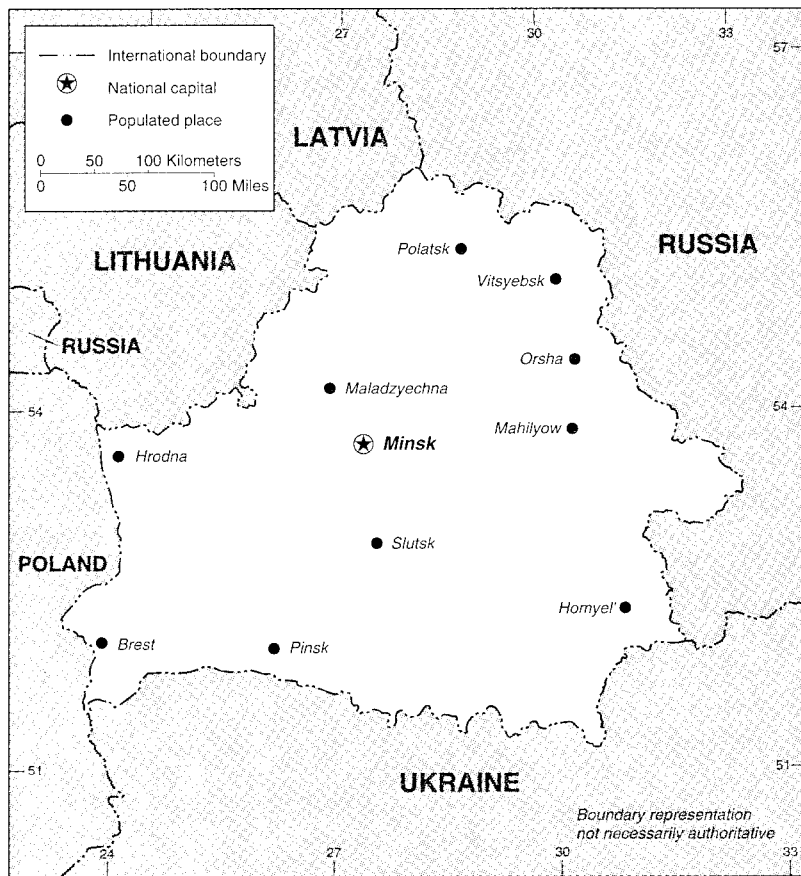 27
30
33
57
International boundary
National capital
Populated place
0 50 100 Kilometers
0 50 100 Miles
LATVIA
LITHUANIA
RUSSIA
RUSSIA
Polatsk
Vitsyebsk
Orsha
Maladzyechna
54
54
Mahilyow
Minsk
Hrodna
Slutsk
POLAND
Homyel'
Brest
Pinsk
51
51
UKRAINE
Boundary representation
not necessarily authoritative
24
27
30
33